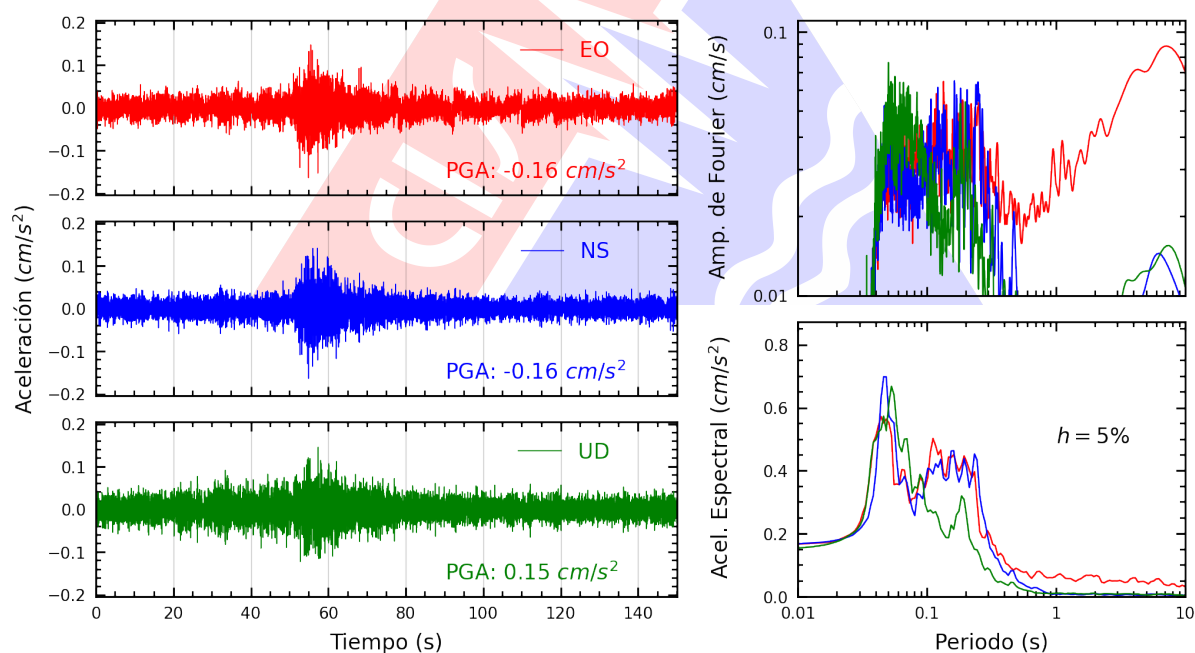 Aceleración (cm/s²)
0.2
0.1
0.0
−0.1
−0.2
EO
PGA: -0.16 cm/s²
0.2
0.1
0.0
−0.1
−0.2
NS
PGA: -0.16 cm/s²
0.2
0.1
0.0
−0.1
−0.2
UD
PGA: 0.15 cm/s²
0 20 40 60 80 100 120 140
Tiempo (s)
Amp. de Fourier (cm/s)
0.1
0.01
Acel. Espectral (cm/s²)
0.8
0.6
0.4
0.2
0.0
h = 5%
0.01 0.1 1 10
Periodo (s)